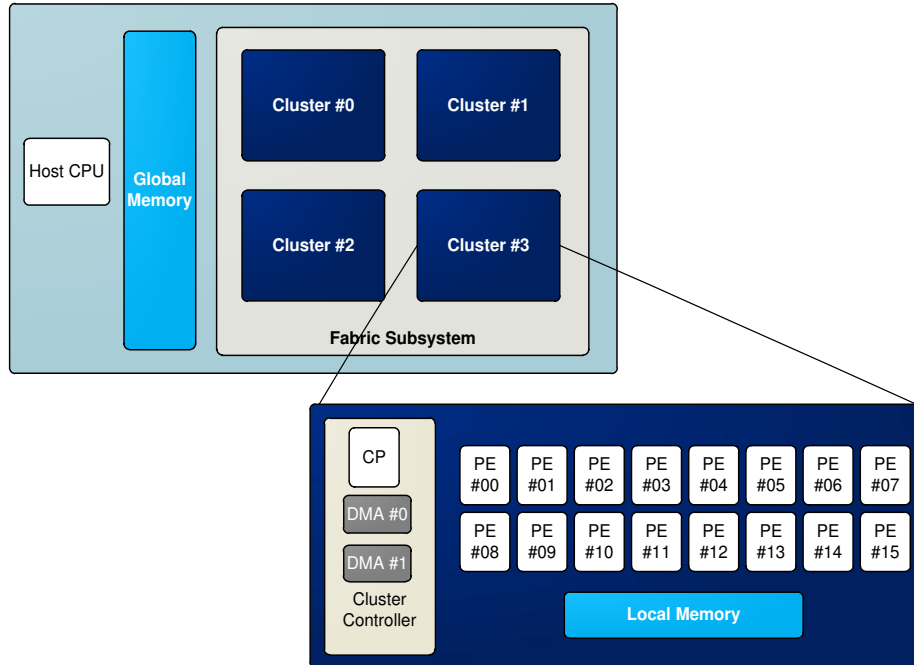 Cluster #0
Cluster #1
Host CPU
Global
Memory
Cluster #2
Cluster #3
Fabric Subsystem
CP
DMA #0
DMA #1
Cluster
Controller
PE
#00
PE
#01
PE
#02
PE
#03
PE
#04
PE
#05
PE
#06
PE
#07
PE
#08
PE
#09
PE
#10
PE
#11
PE
#12
PE
#13
PE
#14
PE
#15
Local Memory